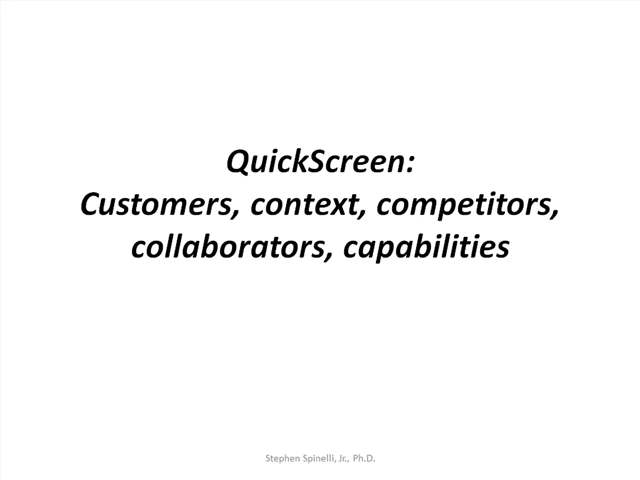 QuickScreen:
Customers, context, competitors,
collaborators, capabilities
Stephen Spinelli, Jr., Ph.D.